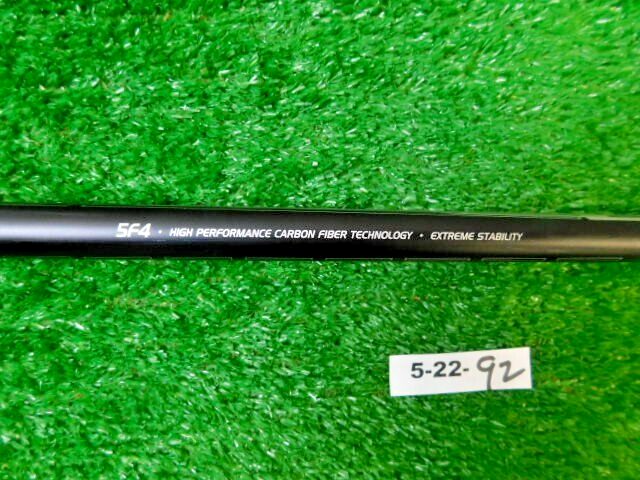 SF4 • HIGH PERFORMANCE CARBON FIBER TECHNOLOGY • EXTREME STABILITY
5-22-92